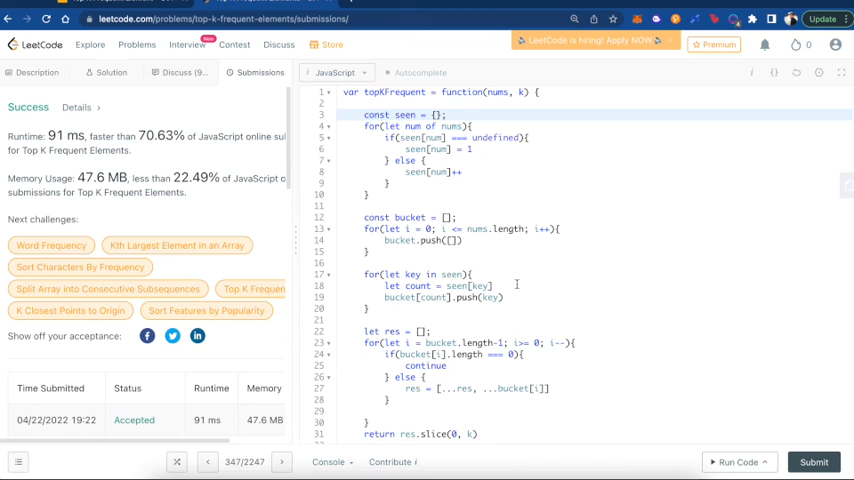 leetcode.com/problems/top-k-frequent-elements/submissions/
Update
LeetCode
Explore
Problems
Interview
New
Contest
Discuss
Store
LeetCode is hiring! Apply NOW.
Premium
0
Description
Solution
Discuss (9...
Submissions
i JavaScript
Autocomplete
Success
Details >
Runtime: 91 ms, faster than 70.63% of JavaScript online sub
for Top K Frequent Elements.
Memory Usage: 47.6 MB, less than 22.49% of JavaScript o
submissions for Top K Frequent Elements.
Next challenges:
Word Frequency
Kth Largest Element in an Array
Sort Characters By Frequency
Split Array into Consecutive Subsequences
Top K Frequen
K Closest Points to Origin
Sort Features by Popularity
Show off your acceptance:
Time Submitted
Status
Runtime
Memory
04/22/2022 19:22
Accepted
91 ms
47.6 MB
1 var topKFrequent = function(nums, k) {
2
3 const seen = {};
4 for(let num of nums){
5 if(seen[num] === undefined){
6 seen[num] = 1
7 } else {
8 seen[num]++
9 }
10 }
11
12 const bucket = [];
13 for(let i = 0; i <= nums.length; i++){
14 bucket.push([])
15 }
16
17 for(let key in seen){
18 let count = seen[key]
19 bucket[count].push(key)
20 }
21
22 let res = [];
23 for(let i = bucket.length-1; i>= 0; i--){
24 if(bucket[i].length === 0){
25 continue
26 } else {
27 res = [...res, ...bucket[i]]
28 }
29
30 }
31 return res.slice(0, k)
347/2247
Console
Contribute i
Run Code
Submit